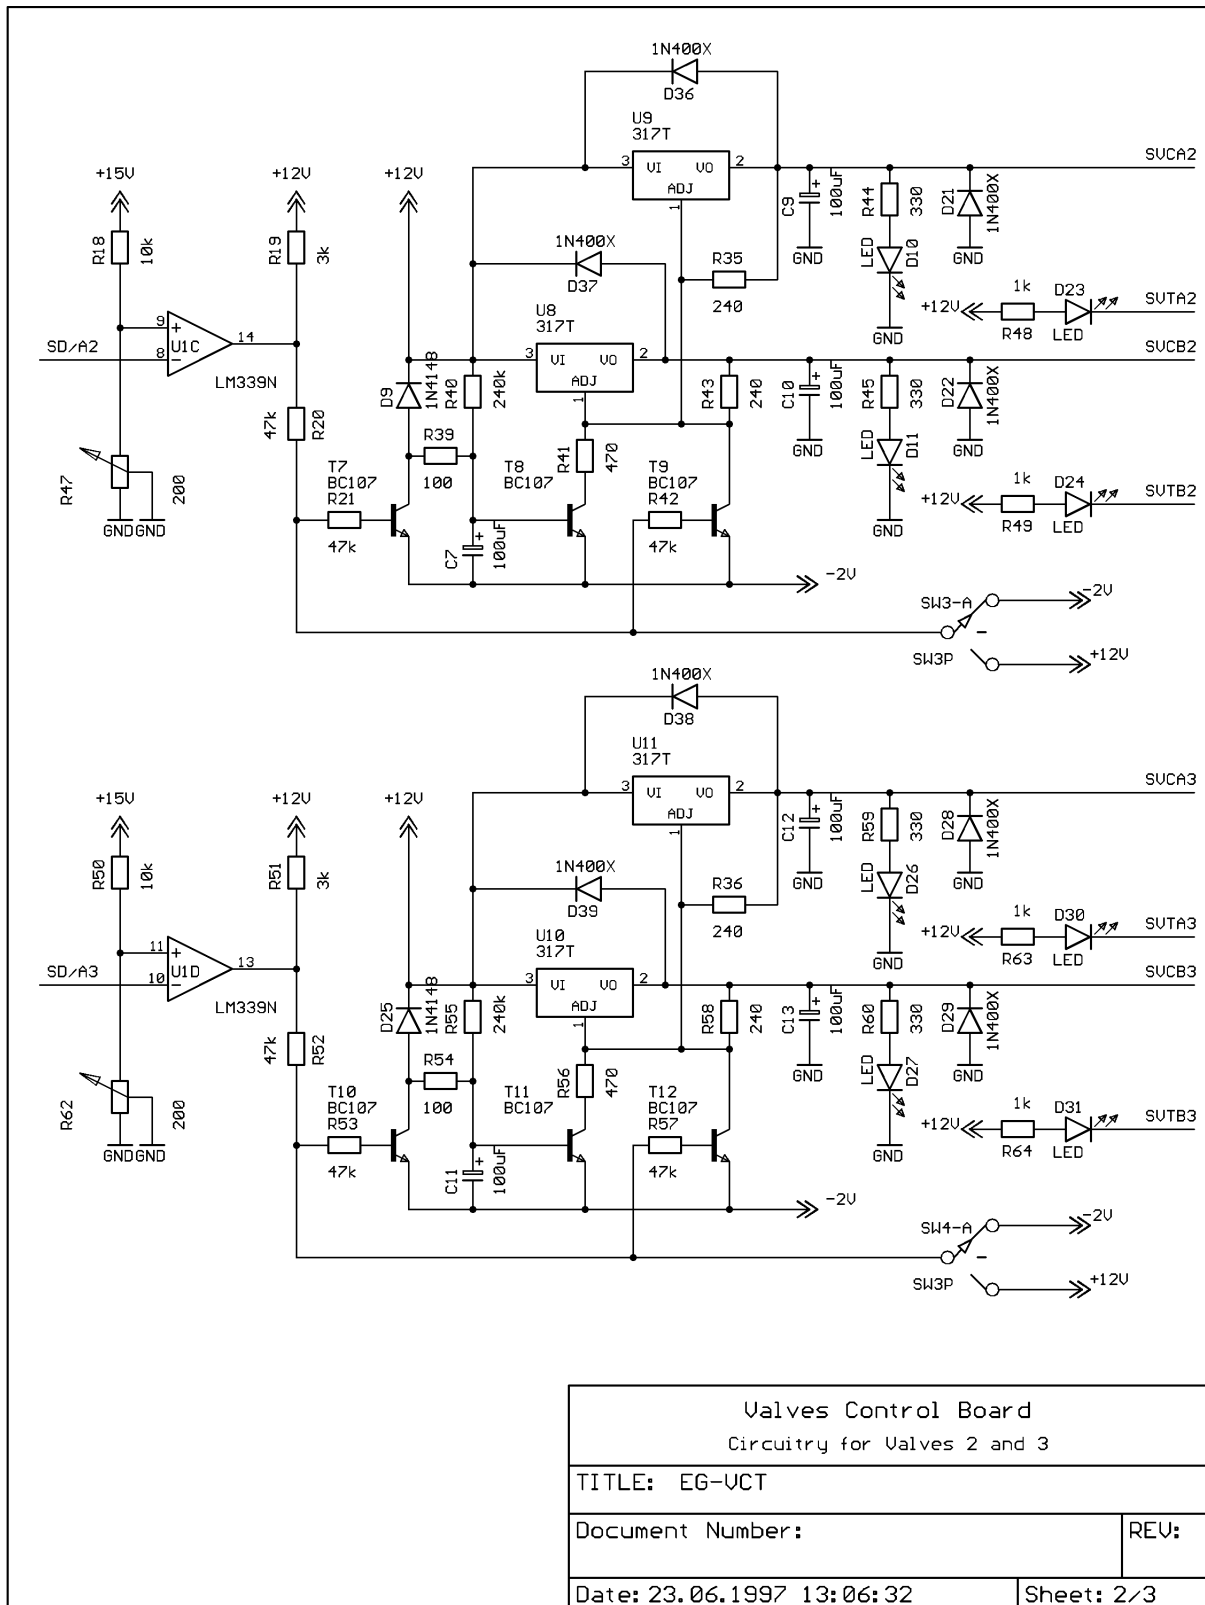 1N400X
D36
U9
317T
3 VI VO 2
ADJ
1
SVCA2
+15V
+12V
+12V
C9
+
100uF
GND
R44
330
LED
D10
GND
D21
1N400X
GND
R18
10k
R19
3k
1N400X
D37
R35
240
+12V
1k
R48
D23
LED
SVTA2
U8
317T
3 VI VO 2
ADJ
1
SVCB2
SD/A2
9 +
8 -
U1C
14
LM339N
D9
1N4148
R40
240k
R43
240
C10
+
100uF
GND
R45
330
LED
D11
GND
D22
1N400X
GND
47k
R20
R39
100
R41
470
R47
200
GND GND
T7
BC107
R21
47k
C7
+
100uF
T8
BC107
T9
BC107
R42
47k
+12V
1k
R49
D24
LED
SVTB2
-2V
SW3-A
-
SW3P
-2V
+12V
1N400X
D38
U11
317T
3 VI VO 2
ADJ
1
SVCA3
+15V
+12V
+12V
C12
+
100uF
GND
R59
330
LED
D26
GND
D28
1N400X
GND
R50
10k
R51
3k
1N400X
D39
R36
240
+12V
1k
R63
D30
LED
SVTA3
U10
317T
3 VI VO 2
ADJ
1
SVCB3
SD/A3
11 +
10 -
U1D
13
LM339N
D25
1N4148
R55
240k
R58
240
C13
+
100uF
GND
R60
330
LED
D27
GND
D29
1N400X
GND
47k
R52
R54
100
R56
470
R62
200
GND GND
T10
BC107
R53
47k
C11
+
100uF
T11
BC107
T12
BC107
R57
47k
+12V
1k
R64
D31
LED
SVTB3
-2V
SW4-A
-
SW3P
-2V
+12V
Valves Control Board
Circuitry for Valves 2 and 3
TITLE: EG-VCT
Document Number:
REV:
Date: 23.06.1997 13:06:32
Sheet: 2/3